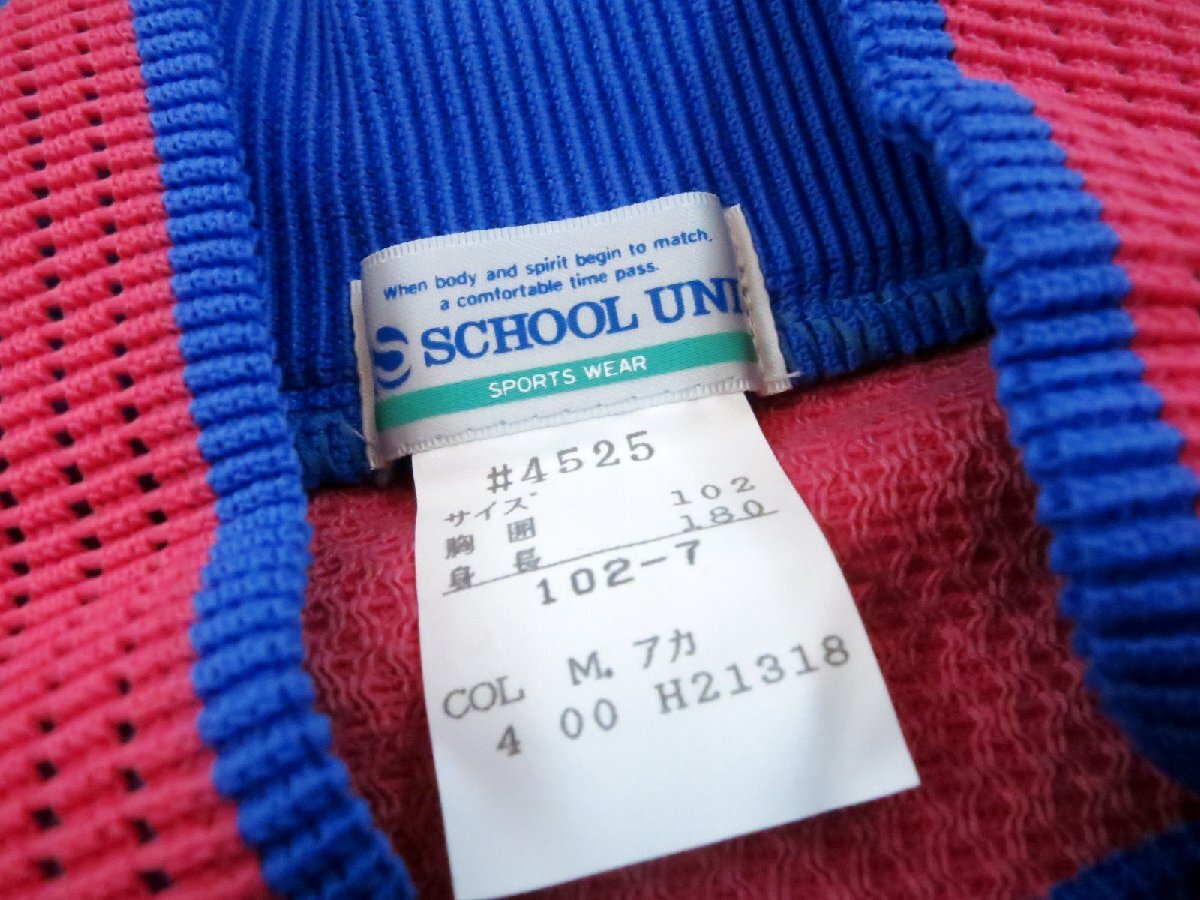 When body and spirit begin to match,
a comfortable time pass.
S SCHOOL UNI
SPORTS WEAR
#4525
サイズ
胸 囲 102
身 長 180
102-7
COL M. アカ
4 00 H21318